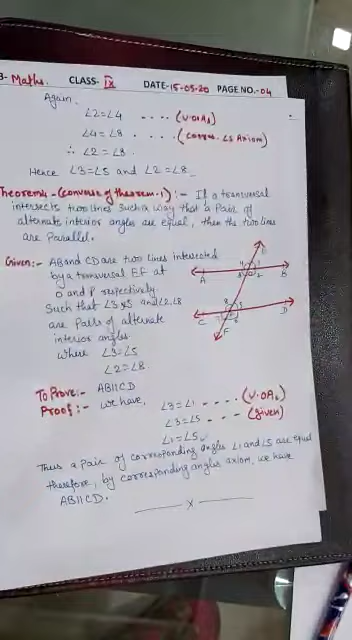 B- Maths. CLASS- IX DATE-15-05-20 PAGE NO.-04
Again,
∠2=∠4 .... (V.O∠s)
∠4=∠8 .... (Corres. ∠s Axiom)
∴ ∠2=∠8.
Hence ∠3=∠5 and ∠2=∠8
Theorem- (converse of theorem-1) :- If a transversal
intersects two lines such a way that a Pair of
alternate interior angles are equal, then the two lines
are Parallel.
Given:- AB and CD are two lines intersected
by a transversal EF at
O and P respectively.
Such that ∠3,∠5 and ∠2,∠8
are Pairs of alternate
interior angles.
where ∠3=∠5
∠2=∠8.
E
A B
C D
F
To Prove:- AB||CD
Proof:- we have,
∠3=∠1 .... (V.O∠s)
∠3=∠5 --- (given)
∠1=∠5
Thus a pair of corresponding angles ∠1 and ∠5 are equal
therefore, by corresponding angles axiom, we have
AB||CD.
x